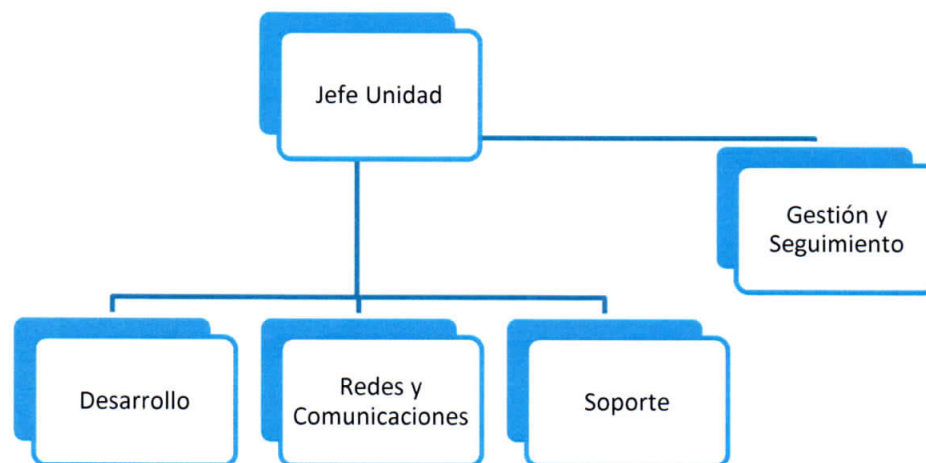 Jefe Unidad
Gestión y
Seguimiento
Desarrollo
Redes y
Comunicaciones
Soporte